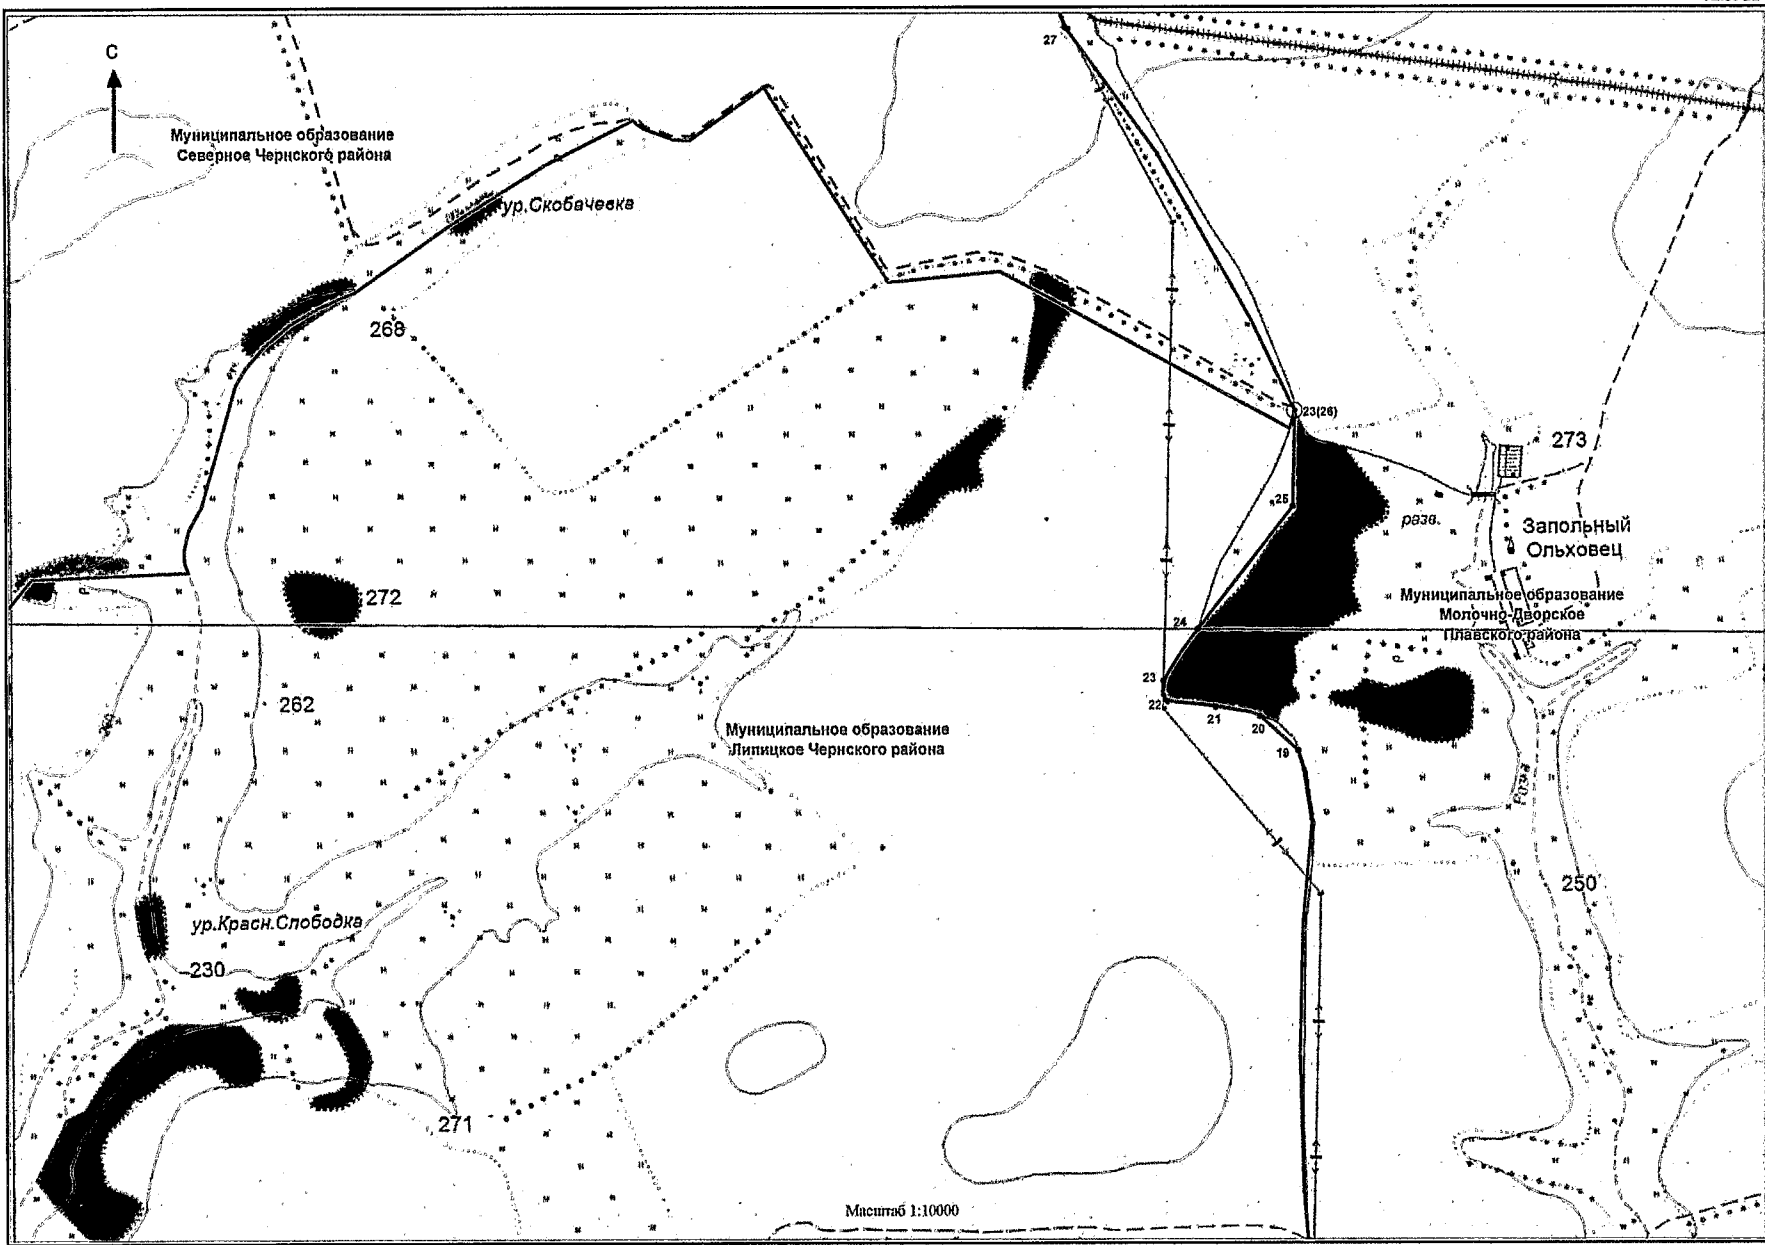 27
С
Муниципальное образование
Северное Чернского района
ур.Скобачевка
268
23(26)
273
25
разв.
Запольный
Ольховец
272
Муниципальное образование
Молочно-Дворское
Плавского района
24
23
22
21
20
19
262
Муниципальное образование
Липицкое Чернского района
250
ур.Красн.Слободка
230
271
Масштаб 1:10000